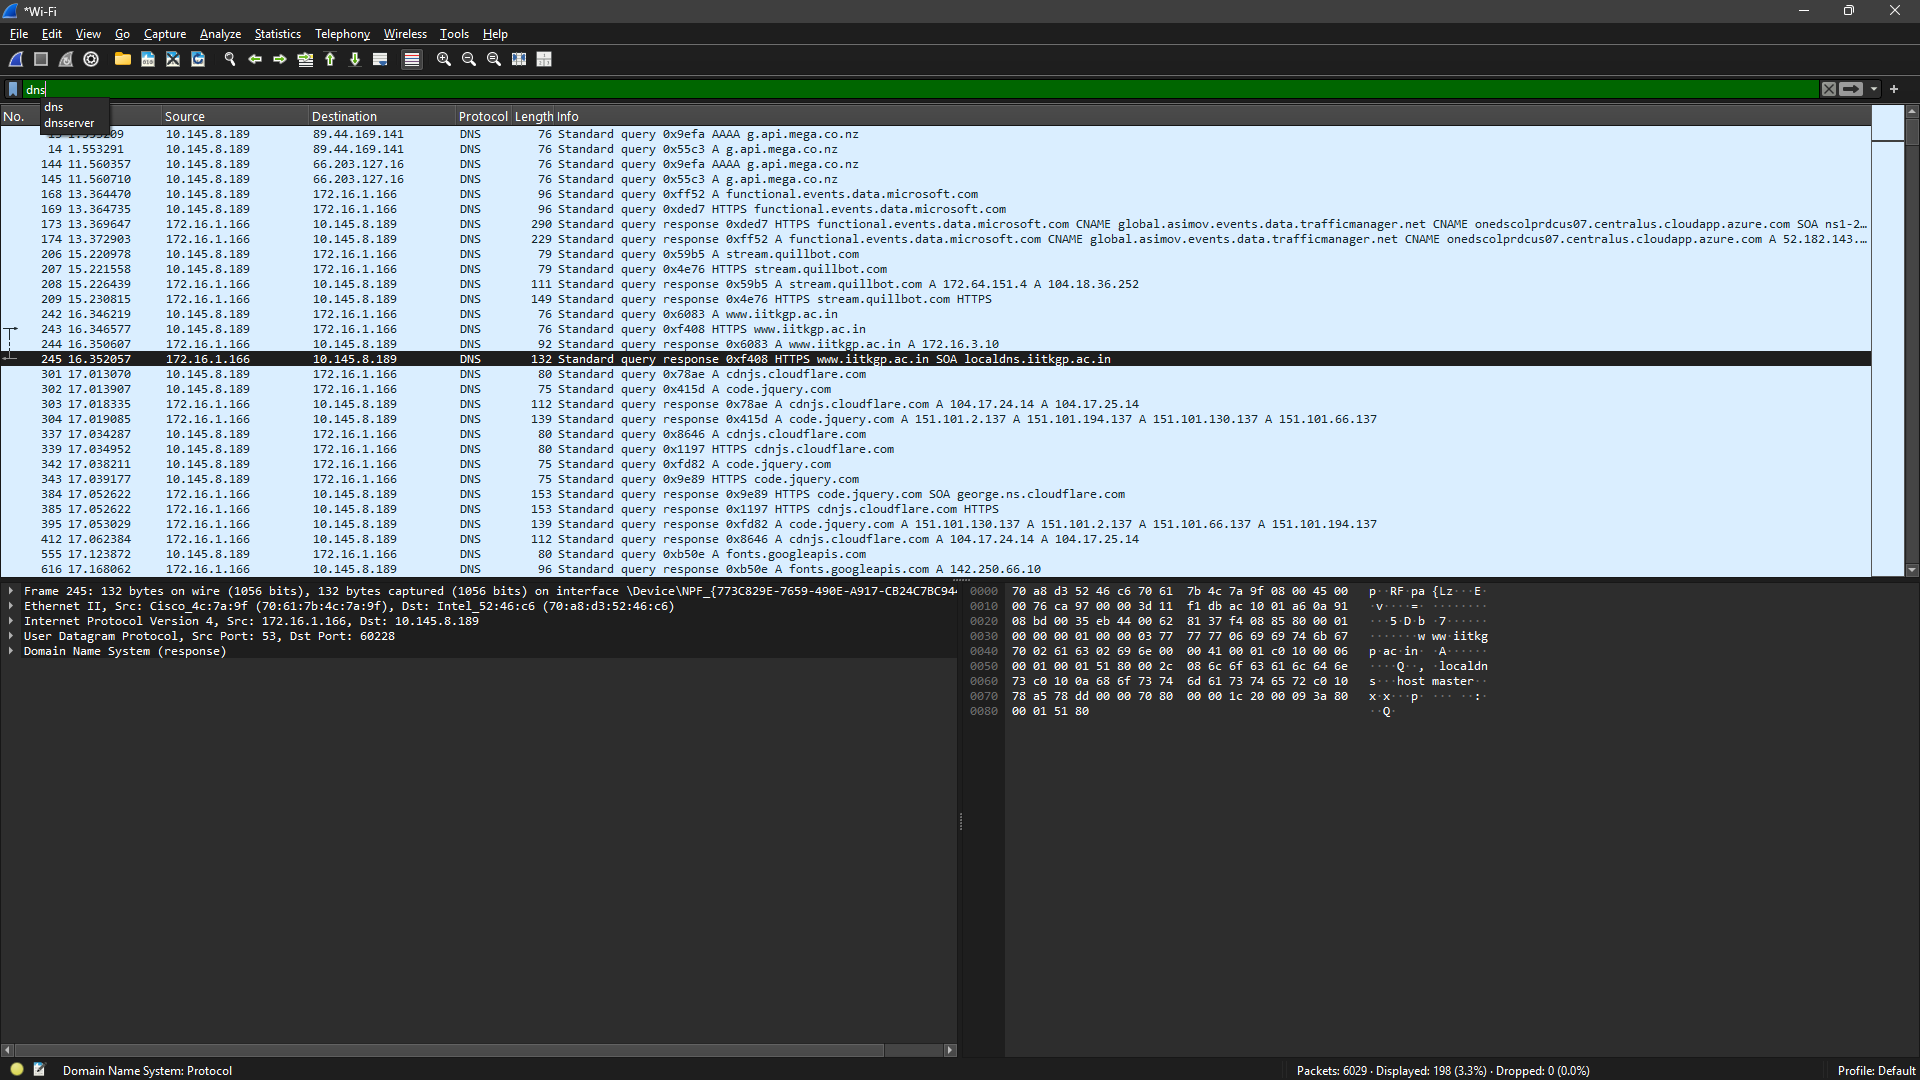 *Wi-Fi
File Edit View Go Capture Analyze Statistics Telephony Wireless Tools Help
dns
dns
dnsserver
No. Source Destination Protocol Length Info
10.145.8.189 89.44.169.141 DNS 76 Standard query 0x9efa AAAA g.api.mega.co.nz
14 1.553291 10.145.8.189 89.44.169.141 DNS 76 Standard query 0x55c3 A g.api.mega.co.nz
144 11.560357 10.145.8.189 66.203.127.16 DNS 76 Standard query 0x9efa AAAA g.api.mega.co.nz
145 11.560710 10.145.8.189 66.203.127.16 DNS 76 Standard query 0x55c3 A g.api.mega.co.nz
168 13.364470 10.145.8.189 172.16.1.166 DNS 96 Standard query 0xff52 A functional.events.data.microsoft.com
169 13.364735 10.145.8.189 172.16.1.166 DNS 96 Standard query 0xded7 HTTPS functional.events.data.microsoft.com
173 13.369647 172.16.1.166 10.145.8.189 DNS 290 Standard query response 0xded7 HTTPS functional.events.data.microsoft.com CNAME global.asimov.events.data.trafficmanager.net CNAME onedscolprdcus07.centralus.cloudapp.azure.com SOA ns1-2…
174 13.372903 172.16.1.166 10.145.8.189 DNS 229 Standard query response 0xff52 A functional.events.data.microsoft.com CNAME global.asimov.events.data.trafficmanager.net CNAME onedscolprdcus07.centralus.cloudapp.azure.com A 52.182.143.…
206 15.220978 10.145.8.189 172.16.1.166 DNS 79 Standard query 0x59b5 A stream.quillbot.com
207 15.221558 10.145.8.189 172.16.1.166 DNS 79 Standard query 0x4e76 HTTPS stream.quillbot.com
208 15.226439 172.16.1.166 10.145.8.189 DNS 111 Standard query response 0x59b5 A stream.quillbot.com A 172.64.151.4 A 104.18.36.252
209 15.230815 172.16.1.166 10.145.8.189 DNS 149 Standard query response 0x4e76 HTTPS stream.quillbot.com HTTPS
242 16.346219 10.145.8.189 172.16.1.166 DNS 76 Standard query 0x6083 A www.iitkgp.ac.in
243 16.346577 10.145.8.189 172.16.1.166 DNS 76 Standard query 0xf408 HTTPS www.iitkgp.ac.in
244 16.350607 172.16.1.166 10.145.8.189 DNS 92 Standard query response 0x6083 A www.iitkgp.ac.in A 172.16.3.10
245 16.352057 172.16.1.166 10.145.8.189 DNS 132 Standard query response 0xf408 HTTPS www.iitkgp.ac.in SOA localdns.iitkgp.ac.in
301 17.013070 10.145.8.189 172.16.1.166 DNS 80 Standard query 0x78ae A cdnjs.cloudflare.com
302 17.013907 10.145.8.189 172.16.1.166 DNS 75 Standard query 0x415d A code.jquery.com
303 17.018335 172.16.1.166 10.145.8.189 DNS 112 Standard query response 0x78ae A cdnjs.cloudflare.com A 104.17.24.14 A 104.17.25.14
304 17.019085 172.16.1.166 10.145.8.189 DNS 139 Standard query response 0x415d A code.jquery.com A 151.101.2.137 A 151.101.194.137 A 151.101.130.137 A 151.101.66.137
337 17.034287 10.145.8.189 172.16.1.166 DNS 80 Standard query 0x8646 A cdnjs.cloudflare.com
339 17.034952 10.145.8.189 172.16.1.166 DNS 80 Standard query 0x1197 HTTPS cdnjs.cloudflare.com
342 17.038211 10.145.8.189 172.16.1.166 DNS 75 Standard query 0xfd82 A code.jquery.com
343 17.039177 10.145.8.189 172.16.1.166 DNS 75 Standard query 0x9e89 HTTPS code.jquery.com
384 17.052622 172.16.1.166 10.145.8.189 DNS 153 Standard query response 0x9e89 HTTPS code.jquery.com SOA george.ns.cloudflare.com
385 17.052622 172.16.1.166 10.145.8.189 DNS 153 Standard query response 0x1197 HTTPS cdnjs.cloudflare.com HTTPS
395 17.053029 172.16.1.166 10.145.8.189 DNS 139 Standard query response 0xfd82 A code.jquery.com A 151.101.130.137 A 151.101.2.137 A 151.101.66.137 A 151.101.194.137
412 17.062384 172.16.1.166 10.145.8.189 DNS 112 Standard query response 0x8646 A cdnjs.cloudflare.com A 104.17.24.14 A 104.17.25.14
555 17.123872 10.145.8.189 172.16.1.166 DNS 80 Standard query 0xb50e A fonts.googleapis.com
616 17.168062 172.16.1.166 10.145.8.189 DNS 96 Standard query response 0xb50e A fonts.googleapis.com A 142.250.66.10
Frame 245: 132 bytes on wire (1056 bits), 132 bytes captured (1056 bits) on interface \Device\NPF_{773C829E-7659-490E-A917-CB24C7BC94
Ethernet II, Src: Cisco_4c:7a:9f (70:61:7b:4c:7a:9f), Dst: Intel_52:46:c6 (70:a8:d3:52:46:c6)
Internet Protocol Version 4, Src: 172.16.1.166, Dst: 10.145.8.189
User Datagram Protocol, Src Port: 53, Dst Port: 60228
Domain Name System (response)
0000 70 a8 d3 52 46 c6 70 61 7b 4c 7a 9f 08 00 45 00 p··RF·pa {Lz···E·
0010 00 76 ca 97 00 00 3d 11 f1 db ac 10 01 a6 0a 91 ·v····=· ········
0020 08 bd 00 35 eb 44 00 62 81 37 f4 08 85 80 00 01 ···5·D·b ·7······
0030 00 00 00 01 00 00 03 77 77 77 06 69 69 74 6b 67 ·······w ww·iitkg
0040 70 02 61 63 02 69 6e 00 00 41 00 01 c0 10 00 06 p·ac·in· ·A······
0050 00 01 00 01 51 80 00 2c 08 6c 6f 63 61 6c 64 6e ····Q··, ·localdn
0060 73 c0 10 0a 68 6f 73 74 6d 61 73 74 65 72 c0 10 s···host master··
0070 78 a5 78 dd 00 00 70 80 00 00 1c 20 00 09 3a 80 x·x···p· ··· ··:·
0080 00 01 51 80 ··Q·
Domain Name System: Protocol
Packets: 6029 · Displayed: 198 (3.3%) · Dropped: 0 (0.0%)
Profile: Default